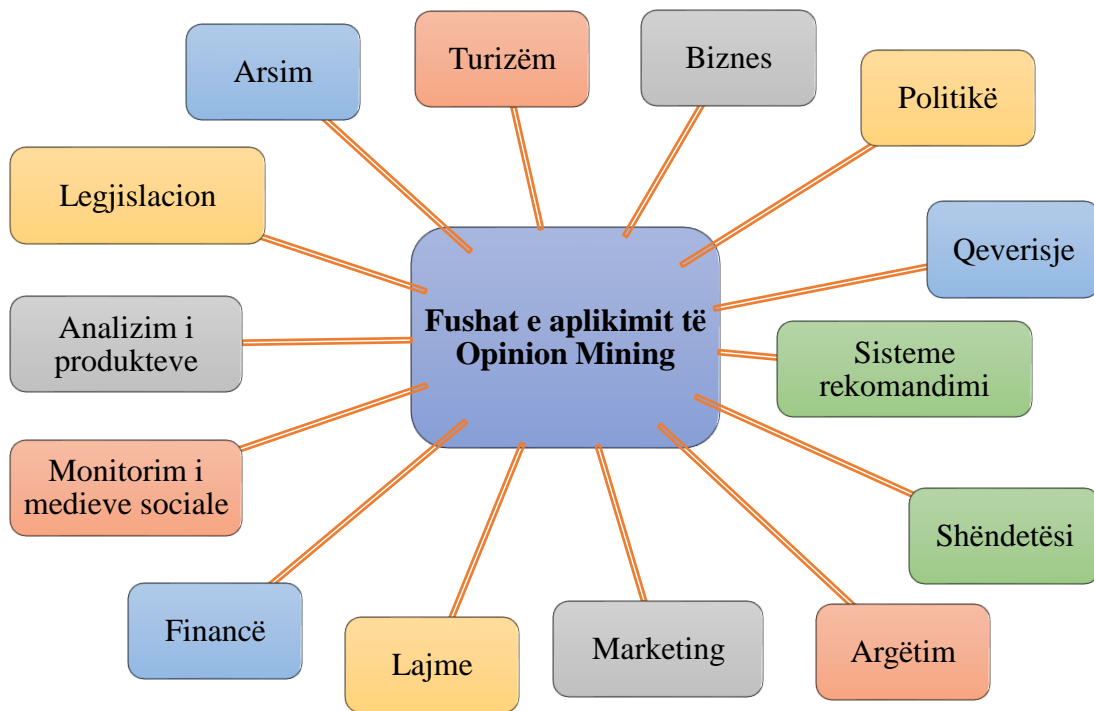 Arsim
Turizëm
Biznes
Politikë
Legjislacion
Qeverisje
Fushat e aplikimit të
Opinion Mining
Analizim i
produkteve
Sisteme
rekomandimi
Monitorim i
medieve sociale
Shëndetësi
Financë
Lajme
Marketing
Argëtim